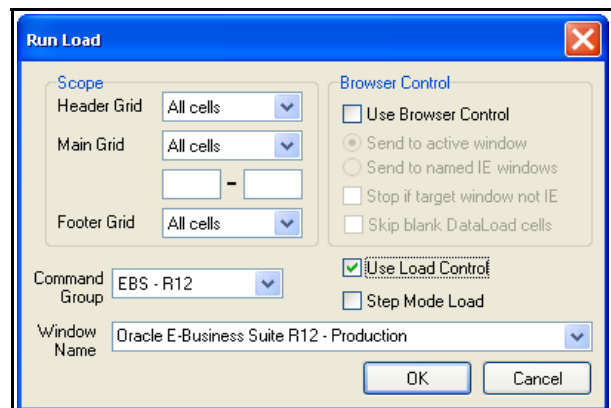 Run Load
Scope
Header Grid All cells
Main Grid All cells
-
Footer Grid All cells
Browser Control
Use Browser Control
Send to active window
Send to named IE windows
Stop if target window not IE
Skip blank DataLoad cells
Command Group EBS - R12
Use Load Control
Step Mode Load
Window Name Oracle E-Business Suite R12 - Production
OK Cancel